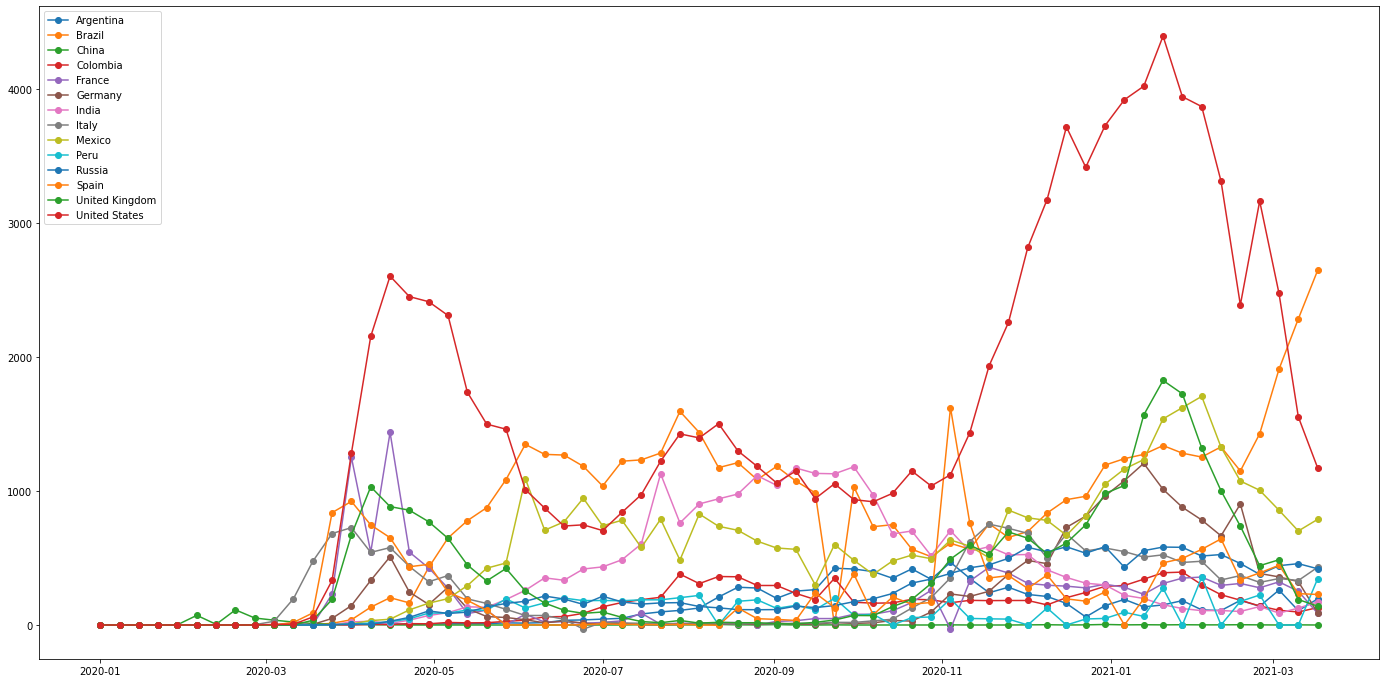 Argentina
Brazil
China
Colombia
France
Germany
India
Italy
Mexico
Peru
Russia
Spain
United Kingdom
United States
4000
3000
2000
1000
0
2020-01 2020-03 2020-05 2020-07 2020-09 2020-11 2021-01 2021-03